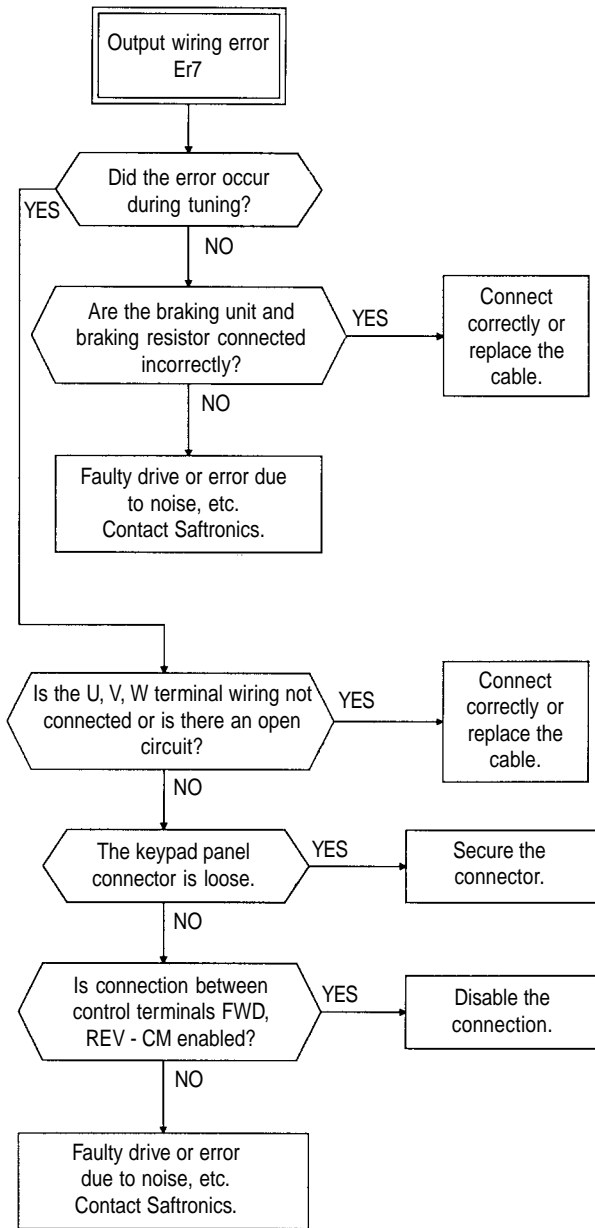 Output wiring error
Er7
Did the error occur
during tuning?
YES
NO
Are the braking unit and
braking resistor connected
incorrectly?
YES
Connect
correctly or
replace the
cable.
NO
Faulty drive or error due
to noise, etc.
Contact Saftronics.
Is the U, V, W terminal wiring not
connected or is there an open
circuit?
YES
Connect
correctly or
replace the
cable.
NO
The keypad panel
connector is loose.
YES
Secure the
connector.
NO
Is connection between
control terminals FWD,
REV - CM enabled?
YES
Disable the
connection.
NO
Faulty drive or error
due to noise, etc.
Contact Saftronics.